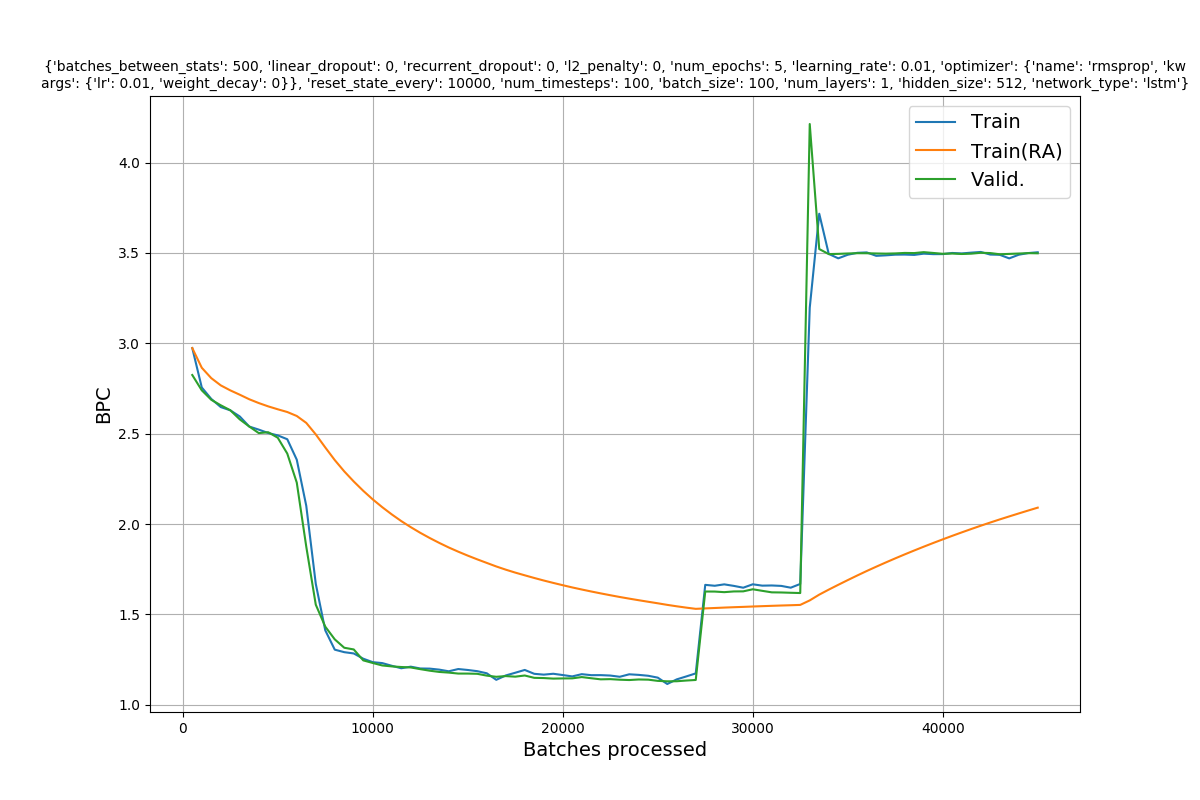 {'batches_between_stats': 500, 'linear_dropout': 0, 'recurrent_dropout': 0, 'l2_penalty': 0, 'num_epochs': 5, 'learning_rate': 0.01, 'optimizer': {'name': 'rmsprop', 'kw
args': {'lr': 0.01, 'weight_decay': 0}}, 'reset_state_every': 10000, 'num_timesteps': 100, 'batch_size': 100, 'num_layers': 1, 'hidden_size': 512, 'network_type': 'lstm'}
Train
Train(RA)
Valid.
4.0
3.5
3.0
2.5
2.0
1.5
1.0
BPC
0 10000 20000 30000 40000
Batches processed